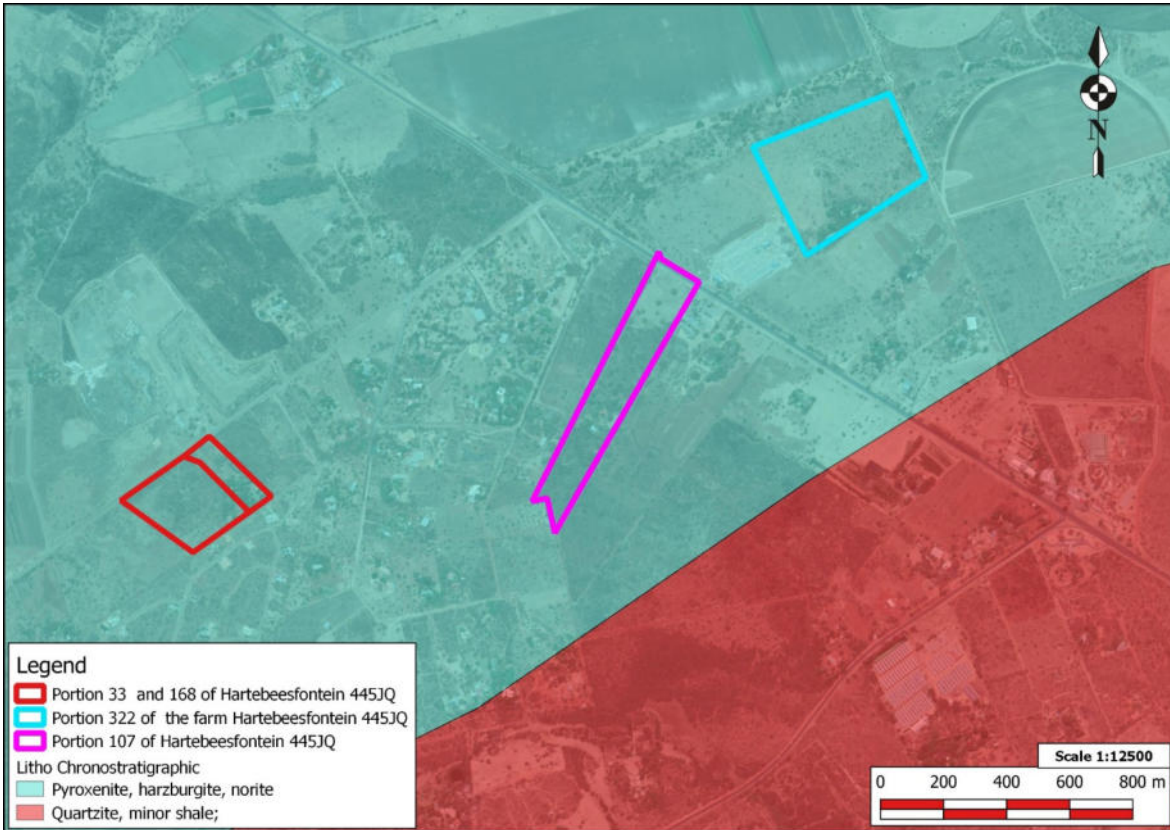 N
Legend
Portion 33 and 168 of Hartebeesfontein 445JQ
Portion 322 of the farm Hartebeesfontein 445JQ
Portion 107 of Hartebeesfontein 445JQ
Litho Chronostratigraphic
Pyroxenite, harzburgite, norite
Quartzite, minor shale;
Scale 1:12500
0 200 400 600 800 m